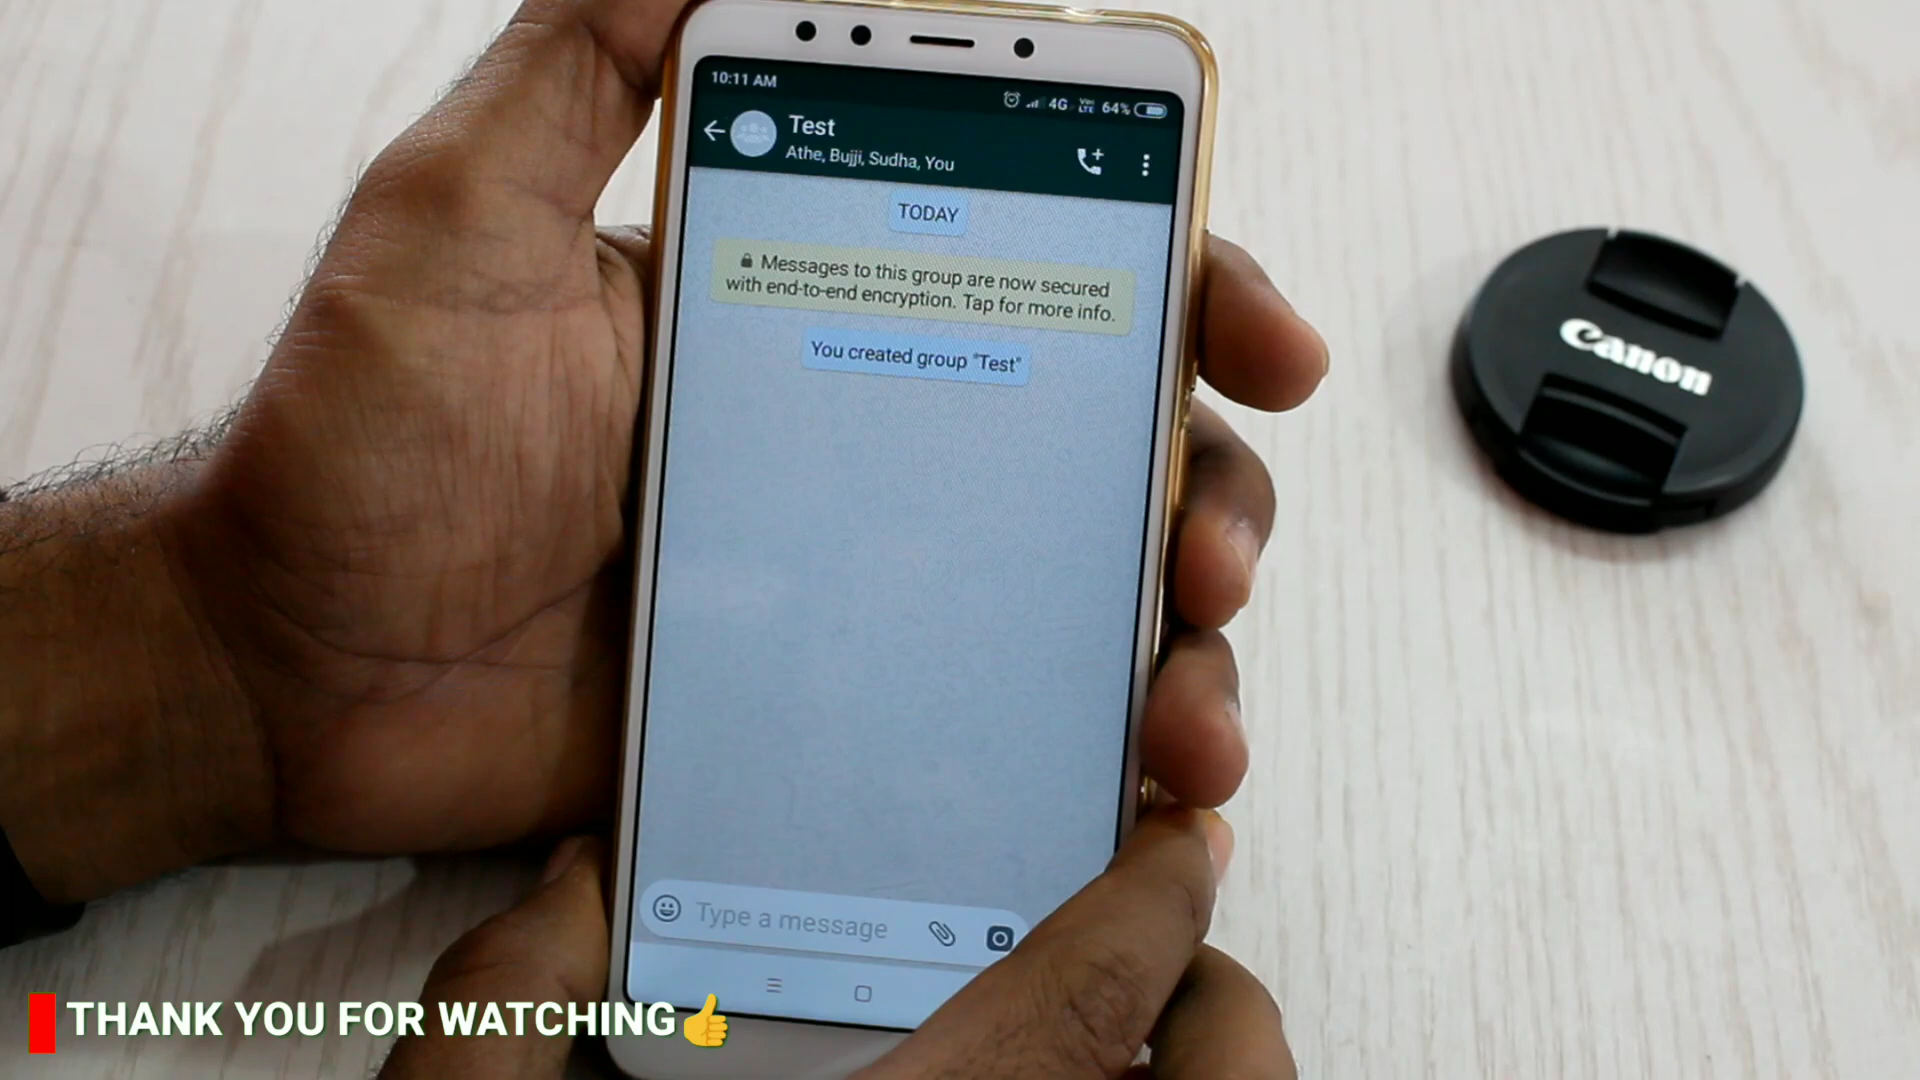 10:11 AM
4G VoLTE 64%
Test
Athe, Bujji, Sudha, You
TODAY
Messages to this group are now secured
with end-to-end encryption. Tap for more info.
You created group "Test"
Type a message
Canon
THANK YOU FOR WATCHING👍